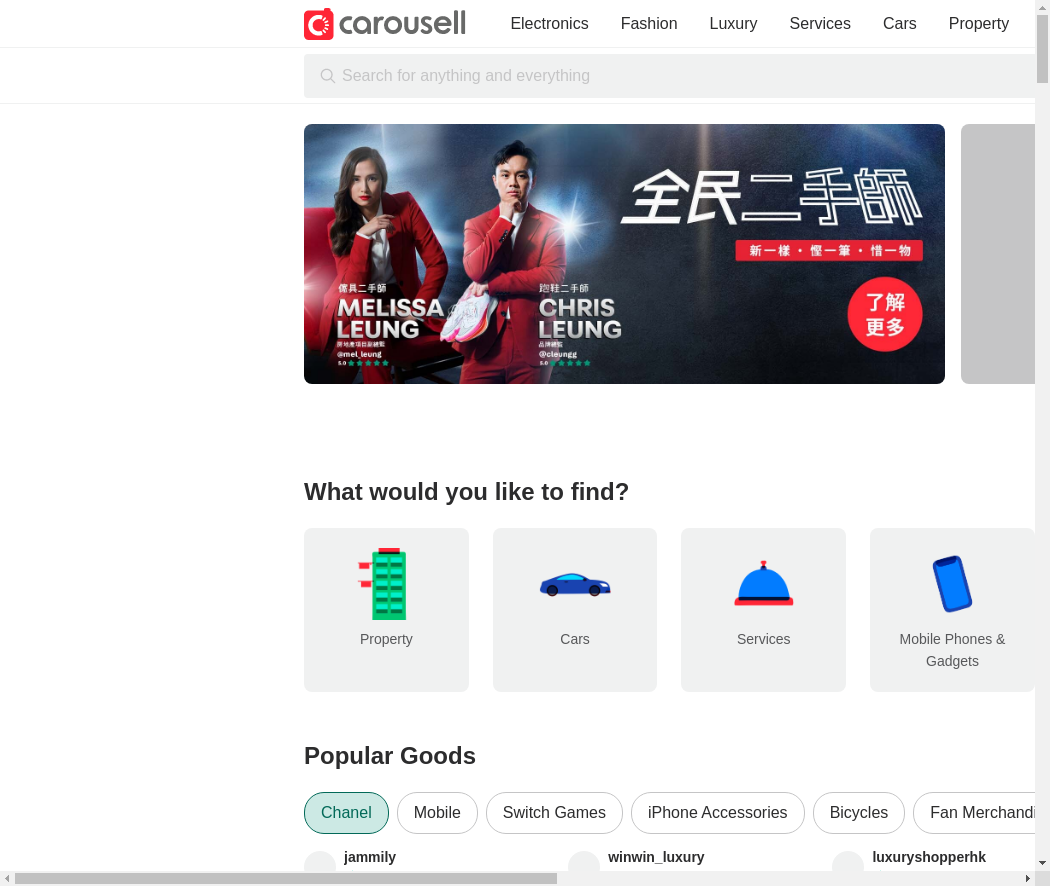 carousell
Electronics
Fashion
Luxury
Services
Cars
Property
Search for anything and everything
全民二手師
新一樣・慳一筆・惜一物
傢具二手師
MELISSA
LEUNG
房地產項目副總監
@mel_leung
5.0
跑鞋二手師
CHRIS
LEUNG
品牌總監
@cleungg
5.0
了解
更多
What would you like to find?
Property
Cars
Services
Mobile Phones &
Gadgets
Popular Goods
Chanel
Mobile
Switch Games
iPhone Accessories
Bicycles
Fan Merchandi
jammily
winwin_luxury
luxuryshopperhk